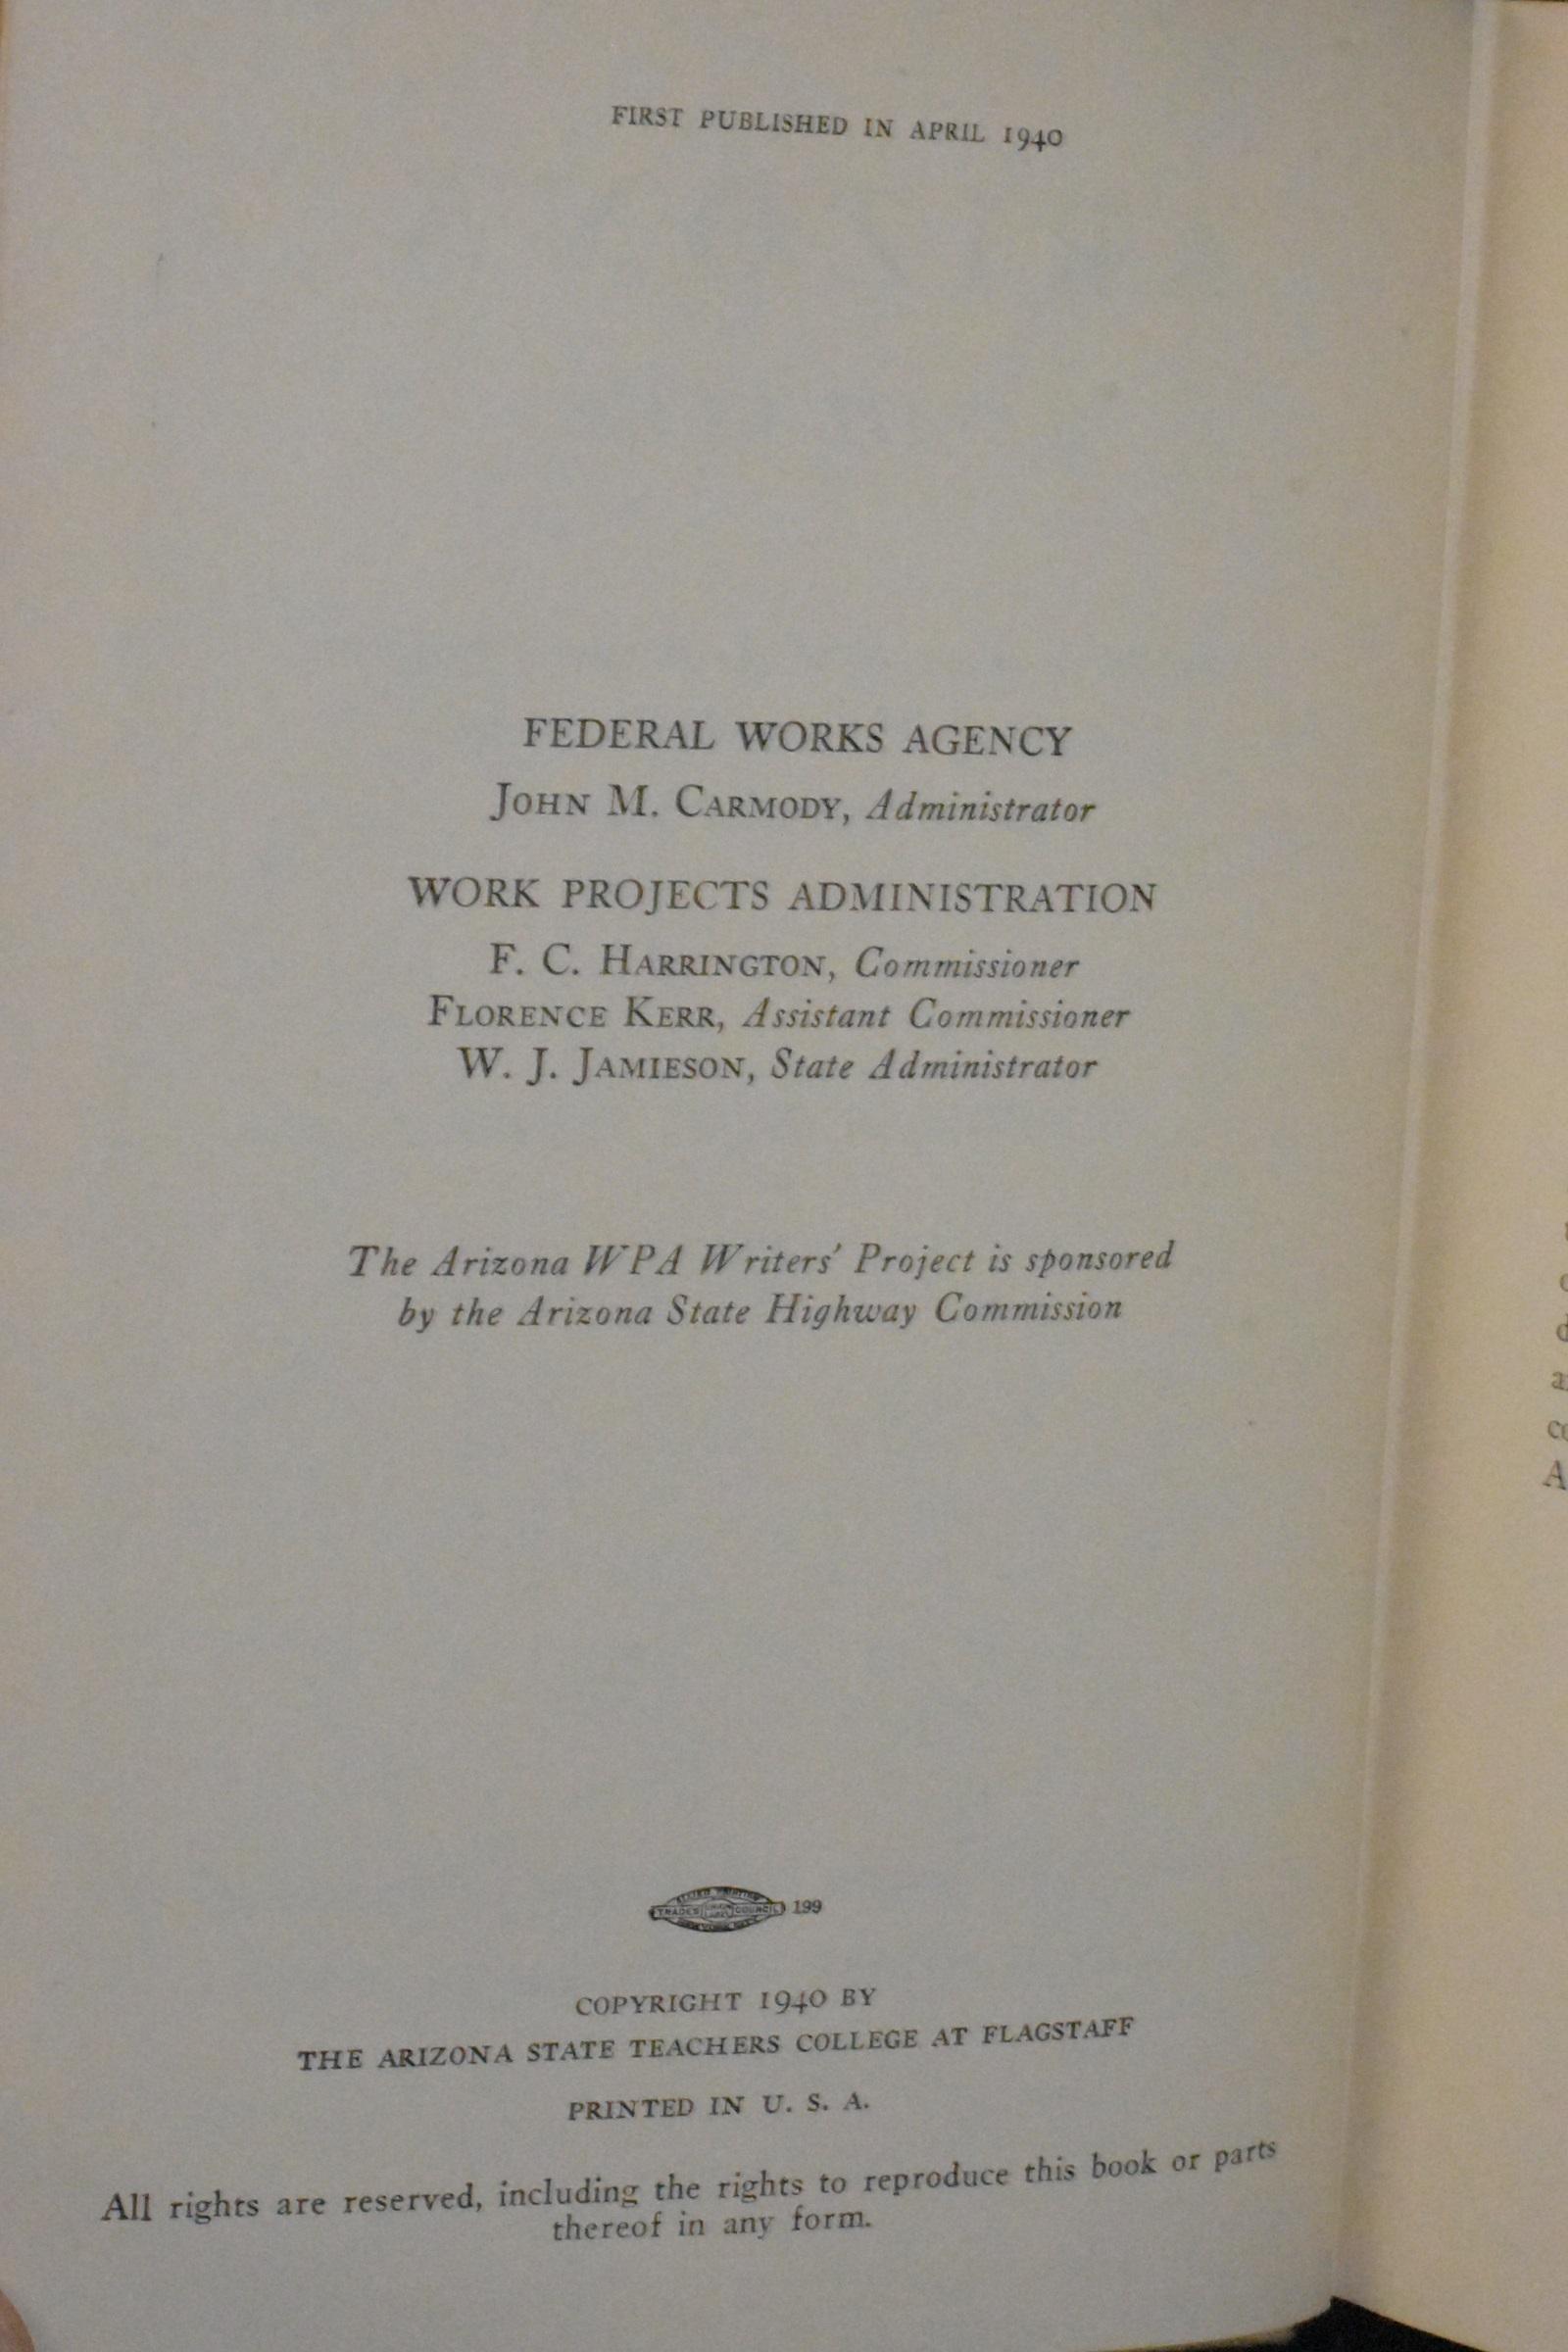 FIRST PUBLISHED IN APRIL 1940
FEDERAL WORKS AGENCY
JOHN M. CARMODY, Administrator
WORK PROJECTS ADMINISTRATION
F. C. HARRINGTON, Commissioner
FLORENCE KERR, Assistant Commissioner
W. J. JAMIESON, State Administrator
The Arizona WPA Writers' Project is sponsored
by the Arizona State Highway Commission
TRADES COUNCIL 199
COPYRIGHT 1940 BY
THE ARIZONA STATE TEACHERS COLLEGE AT FLAGSTAFF
PRINTED IN U. S. A.
All rights are reserved, including the rights to reproduce this book or parts
thereof in any form.